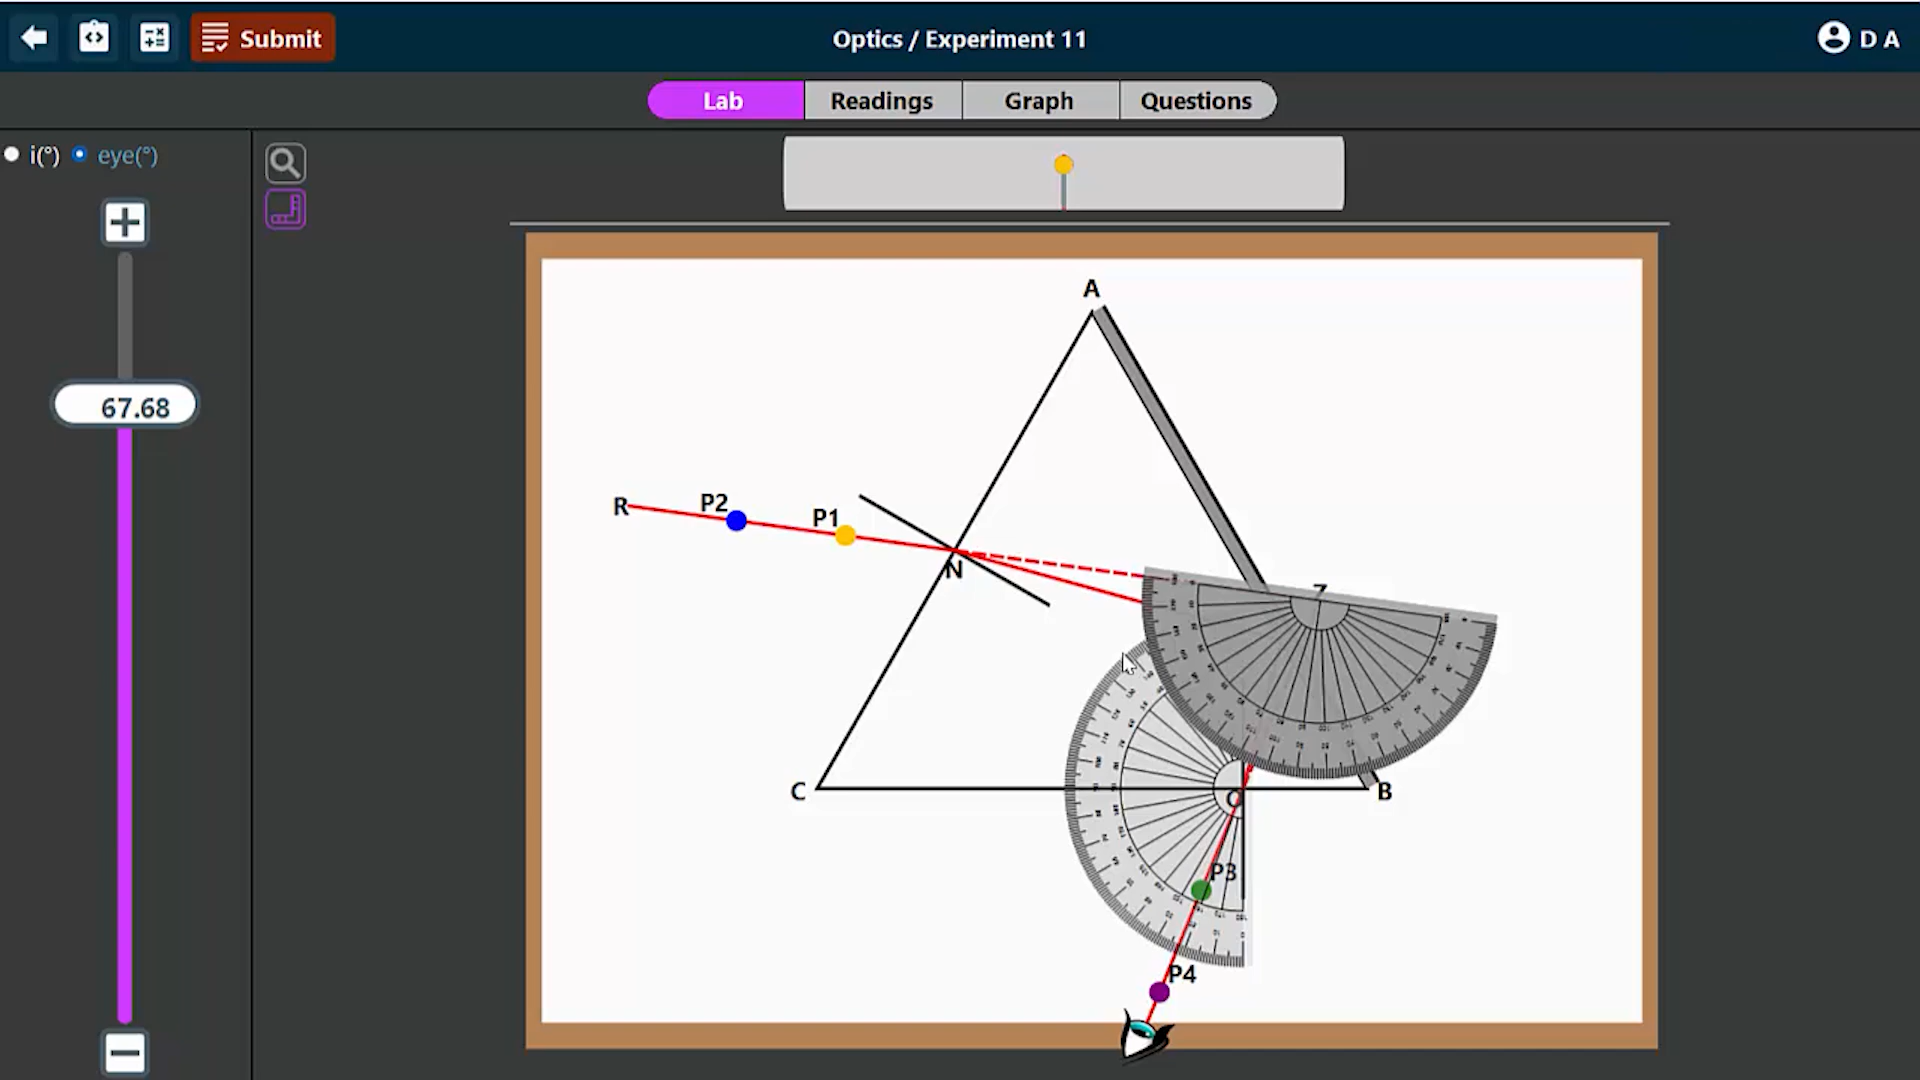 Submit
Optics / Experiment 11
D A
Lab
Readings
Graph
Questions
i(°)
eye(°)
67.68
A
R
P2
P1
N
Z
C
B
P3
P4